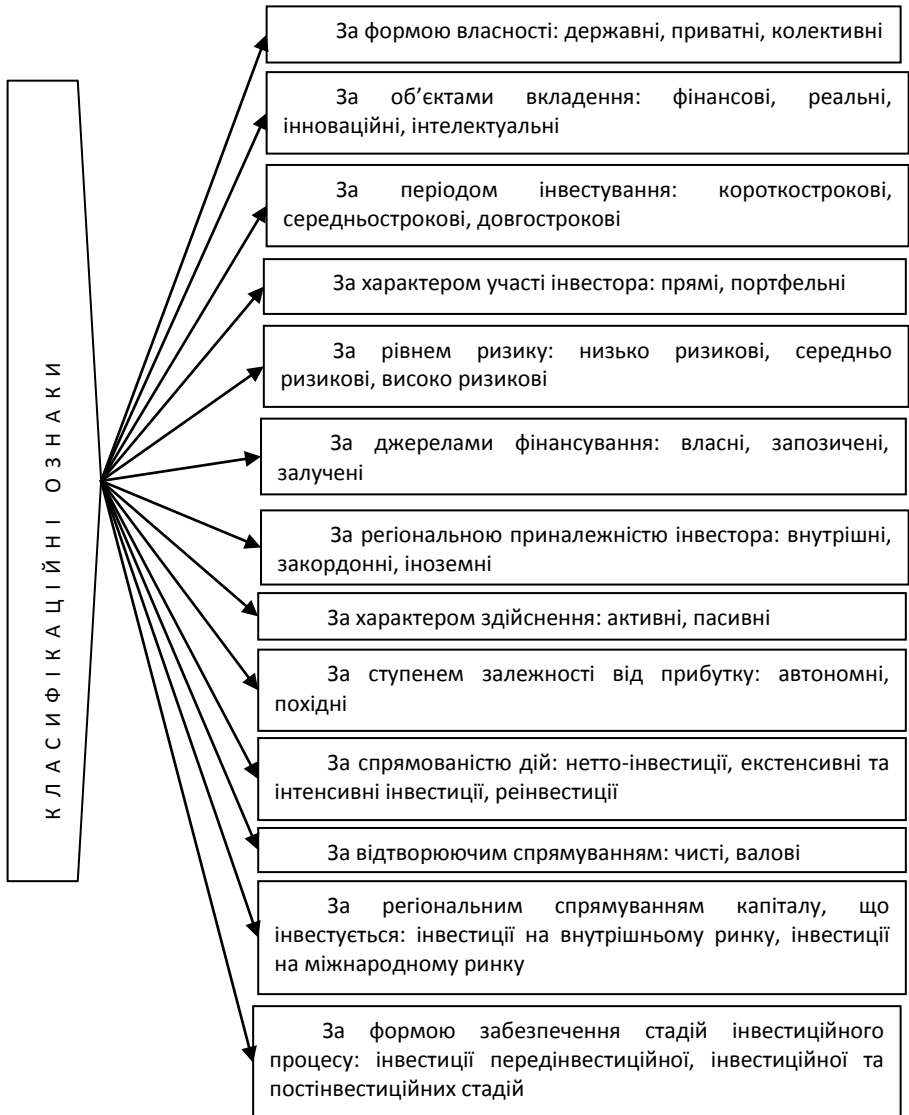 КЛАСИФІКАЦІЙНІ ОЗНАКИ
За формою власності: державні, приватні, колективні
За об’єктами вкладення: фінансові, реальні,
інноваційні, інтелектуальні
За періодом інвестування: короткострокові,
середньострокові, довгострокові
За характером участі інвестора: прямі, портфельні
За рівнем ризику: низько ризикові, середньо
ризикові, високо ризикові
За джерелами фінансування: власні, запозичені,
залучені
За регіональною приналежністю інвестора: внутрішні,
закордонні, іноземні
За характером здійснення: активні, пасивні
За ступенем залежності від прибутку: автономні,
похідні
За спрямованістю дій: нетто-інвестиції, екстенсивні та
інтенсивні інвестиції, реінвестиції
За відтворюючим спрямуванням: чисті, валові
За регіональним спрямуванням капіталу, що
інвестується: інвестиції на внутрішньому ринку, інвестиції
на міжнародному ринку
За формою забезпечення стадій інвестиційного
процесу: інвестиції передінвестиційної, інвестиційної та
постінвестиційних стадій